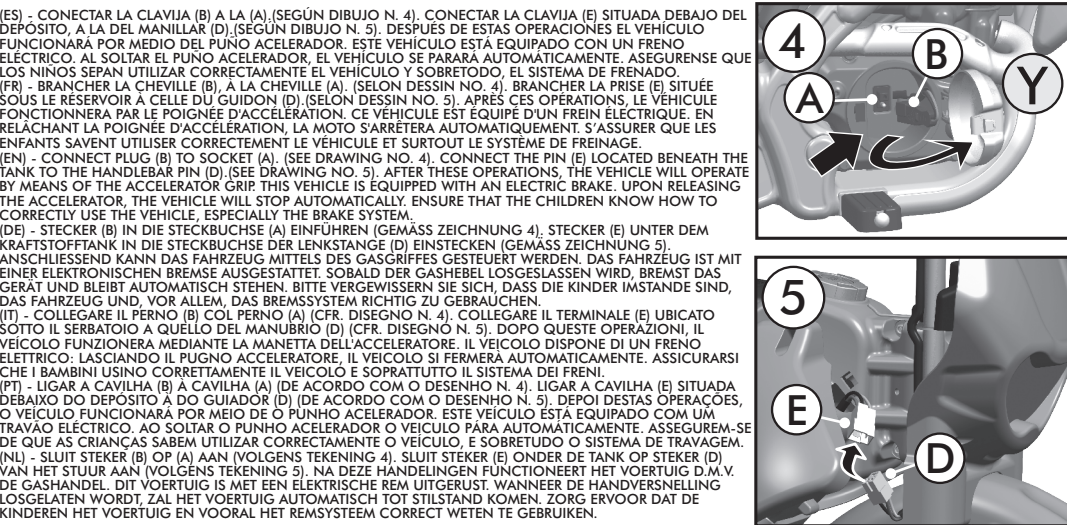 (ES) - CONECTAR LA CLAVIJA (B) A LA (A).(SEGÚN DIBUJO N. 4). CONECTAR LA CLAVIJA (E) SITUADA DEBAJO DEL
DEPÓSITO, A LA DEL MANILLAR (D).(SEGÚN DIBUJO N. 5). DESPUÉS DE ESTAS OPERACIONES EL VEHÍCULO
FUNCIONARÁ POR MEDIO DEL PUÑO ACELERADOR. ESTE VEHÍCULO ESTÁ EQUIPADO CON UN FRENO
ELÉCTRICO. AL SOLTAR EL PUÑO ACELERADOR, EL VEHÍCULO SE PARARÁ AUTOMÁTICAMENTE. ASEGURENSE QUE
LOS NIÑOS SEPAN UTILIZAR CORRECTAMENTE EL VEHÍCULO Y SOBRETODO, EL SISTEMA DE FRENADO.
(FR) - BRANCHER LA CHEVILLE (B), À LA CHEVILLE (A). (SELON DESSIN NO. 4). BRANCHER LA PRISE (E) SITUÉE
SOUS LE RÉSERVOIR À CELLE DU GUIDON (D).(SELON DESSIN NO. 5). APRÈS CES OPÉRATIONS, LE VÉHICULE
FONCTIONNERA PAR LE POIGNÉE D'ACCÉLÉRATION. CE VÉHICULE EST ÉQUIPÉ D'UN FREIN ÉLECTRIQUE. EN
RELÂCHANT LA POIGNÉE D'ACCÉLÉRATION, LA MOTO S'ARRÊTERA AUTOMATIQUEMENT. S'ASSURER QUE LES
ENFANTS SAVENT UTILISER CORRECTEMENT LE VÉHICULE ET SURTOUT LE SYSTÈME DE FREINAGE.
(EN) - CONNECT PLUG (B) TO SOCKET (A). (SEE DRAWING NO. 4). CONNECT THE PIN (E) LOCATED BENEATH THE
TANK TO THE HANDLEBAR PIN (D).(SEE DRAWING NO. 5). AFTER THESE OPERATIONS, THE VEHICLE WILL OPERATE
BY MEANS OF THE ACCELERATOR GRIP. THIS VEHICLE IS EQUIPPED WITH AN ELECTRIC BRAKE. UPON RELEASING
THE ACCELERATOR, THE VEHICLE WILL STOP AUTOMATICALLY. ENSURE THAT THE CHILDREN KNOW HOW TO
CORRECTLY USE THE VEHICLE, ESPECIALLY THE BRAKE SYSTEM.
(DE) - STECKER (B) IN DIE STECKBUCHSE (A) EINFÜHREN (GEMÄSS ZEICHNUNG 4). STECKER (E) UNTER DEM
KRAFTSTOFFTANK IN DIE STECKBUCHSE DER LENKSTANGE (D) EINSTECKEN (GEMÄSS ZEICHNUNG 5).
ANSCHLIESSEND KANN DAS FAHRZEUG MITTELS DES GASGRIFFES GESTEUERT WERDEN. DAS FAHRZEUG IST MIT
EINER ELEKTRONISCHEN BREMSE AUSGESTATTET. SOBALD DER GASHEBEL LOSGESLASSEN WIRD, BREMST DAS
GERÄT UND BLEIBT AUTOMATISCH STEHEN. BITTE VERGEWISSERN SIE SICH, DASS DIE KINDER IMSTANDE SIND,
DAS FAHRZEUG UND, VOR ALLEM, DAS BREMSSYSTEM RICHTIG ZU GEBRAUCHEN.
(IT) - COLLEGARE IL PERNO (B) COL PERNO (A) (CFR. DISEGNO N. 4). COLLEGARE IL TERMINALE (E) UBICATO
SOTTO IL SERBATOIO A QUELLO DEL MANUBRIO (D) (CFR. DISEGNO N. 5). DOPO QUESTE OPERAZIONI, IL
VEÍCOLO FUNZIONERA MEDIANTE LA MANETTA DELL'ACCELERATORE. IL VEICOLO DISPONE DI UN FRENO
ELETTRICO: LASCIANDO IL PUGNO ACCELERATORE, IL VEICOLO SI FERMERÀ AUTOMATICAMENTE. ASSICURARSI
CHE I BAMBINI USINO CORRETTAMENTE IL VEICOLO E SOPRATTUTTO IL SISTEMA DEI FRENI.
(PT) - LIGAR A CAVILHA (B) À CAVILHA (A) (DE ACORDO COM O DESENHO N. 4). LIGAR A CAVILHA (E) SITUADA
DEBAIXO DO DEPÓSITO À DO GUIADOR (D) (DE ACORDO COM O DESENHO N. 5). DEPOI DESTAS OPERAÇÕES,
O VEÍCULO FUNCIONARÁ POR MEIO DE O PUNHO ACELERADOR. ESTE VEÍCULO ESTÁ EQUIPADO COM UM
TRAVÃO ELÉCTRICO. AO SOLTAR O PUNHO ACELERADOR O VEICULO PÁRA AUTOMÁTICAMENTE. ASSEGUREM-SE
DE QUE AS CRIANÇAS SABEM UTILIZAR CORRECTAMENTE O VEÍCULO, E SOBRETUDO O SISTEMA DE TRAVAGEM.
(NL) - SLUIT STEKER (B) OP (A) AAN (VOLGENS TEKENING 4). SLUIT STEKER (E) ONDER DE TANK OP STEKER (D)
VAN HET STUUR AAN (VOLGENS TEKENING 5). NA DEZE HANDELINGEN FUNCTIONEERT HET VOERTUIG D.M.V.
DE GASHANDEL. DIT VOERTUIG IS MET EEN ELEKTRISCHE REM UITGERUST. WANNEER DE HANDVERSNELLING
LOSGELATEN WORDT, ZAL HET VOERTUIG AUTOMATISCH TOT STILSTAND KOMEN. ZORG ERVOOR DAT DE
KINDEREN HET VOERTUIG EN VOORAL HET REMSYSTEEM CORRECT WETEN TE GEBRUIKEN.
4
B
Y
A
5
E
D